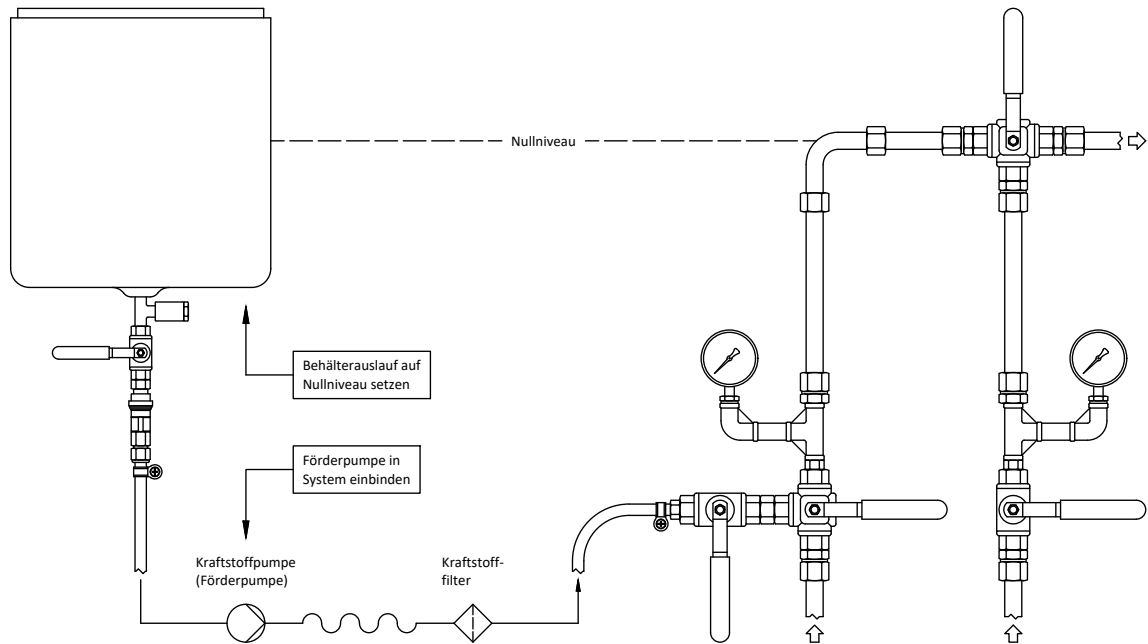 Nullniveau
Behälterauslauf auf
Nullniveau setzen
Förderpumpe in
System einbinden
Kraftstoffpumpe
(Förderpumpe)
Kraftstoff-
filter